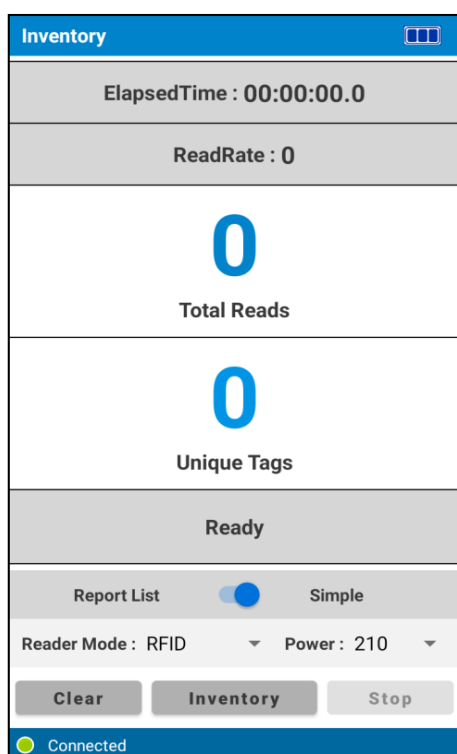 Inventory
ElapsedTime : 00:00:00.0
ReadRate : 0
0
Total Reads
0
Unique Tags
Ready
Report List Simple
Reader Mode : RFID Power : 210
Clear Inventory Stop
Connected